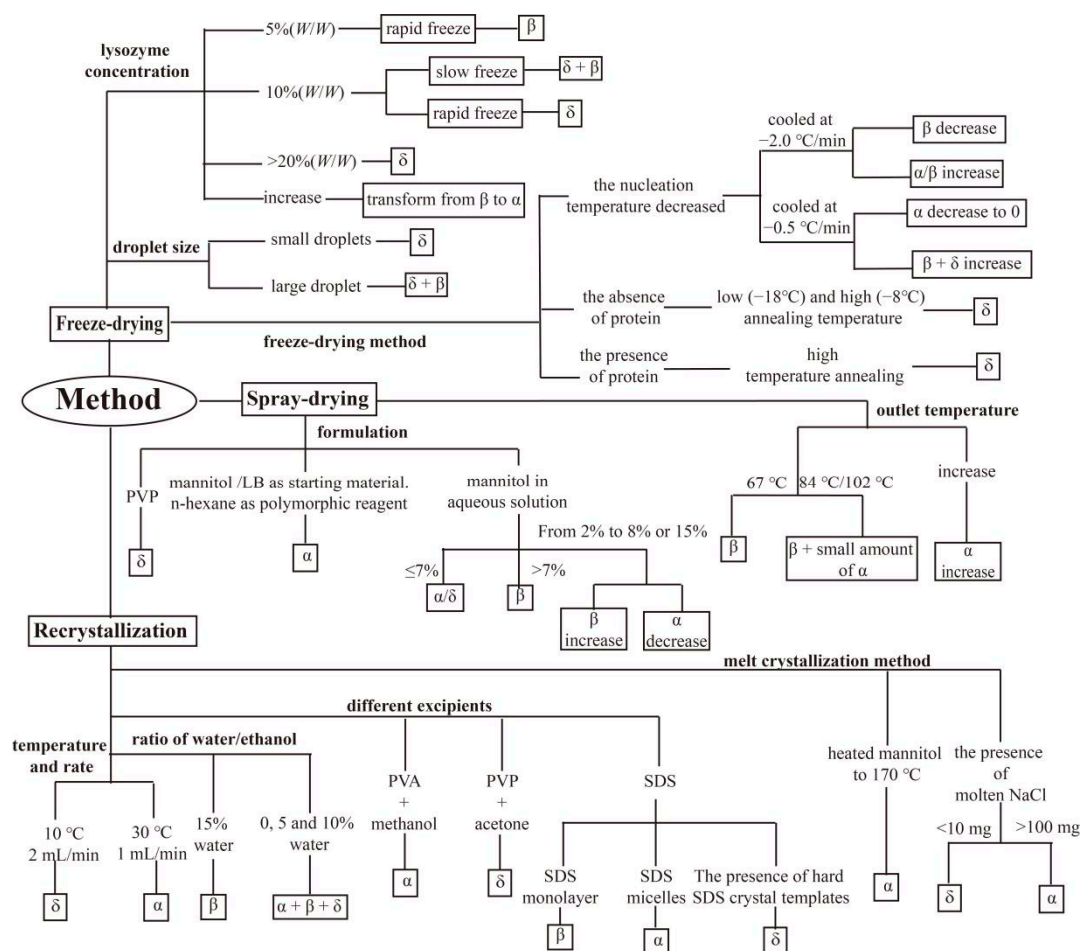 lysozyme
concentration
5%(W/W)
rapid freeze
β
10%(W/W)
slow freeze
δ + β
rapid freeze
δ
>20%(W/W)
δ
increase
transform from β to α
droplet size
small droplets
δ
large droplet
δ + β
Freeze-drying
freeze-drying method
the nucleation
temperature decreased
cooled at
−2.0 °C/min
β decrease
α/β increase
cooled at
−0.5 °C/min
α decrease to 0
β + δ increase
the absence
of protein
low (−18°C) and high (−8°C)
annealing temperature
δ
the presence
of protein
high
temperature annealing
δ
Method
Spray-drying
formulation
PVP
δ
mannitol /LB as starting material.
n-hexane as polymorphic reagent
α
mannitol in
aqueous solution
≤7%
α/δ
>7%
β
From 2% to 8% or 15%
β
increase
α
decrease
outlet temperature
67 °C
β
84 °C/102 °C
β + small amount
of α
increase
α
increase
Recrystallization
melt crystallization method
heated mannitol
to 170 °C
α
the presence
of
molten NaCl
<10 mg
δ
>100 mg
α
different excipients
PVA
+
methanol
α
PVP
+
acetone
δ
SDS
SDS
monolayer
β
SDS
micelles
α
The presence of hard
SDS crystal templates
δ
temperature
and rate
10 °C
2 mL/min
δ
30 °C
1 mL/min
α
ratio of water/ethanol
15%
water
β
0, 5 and 10%
water
α + β + δ